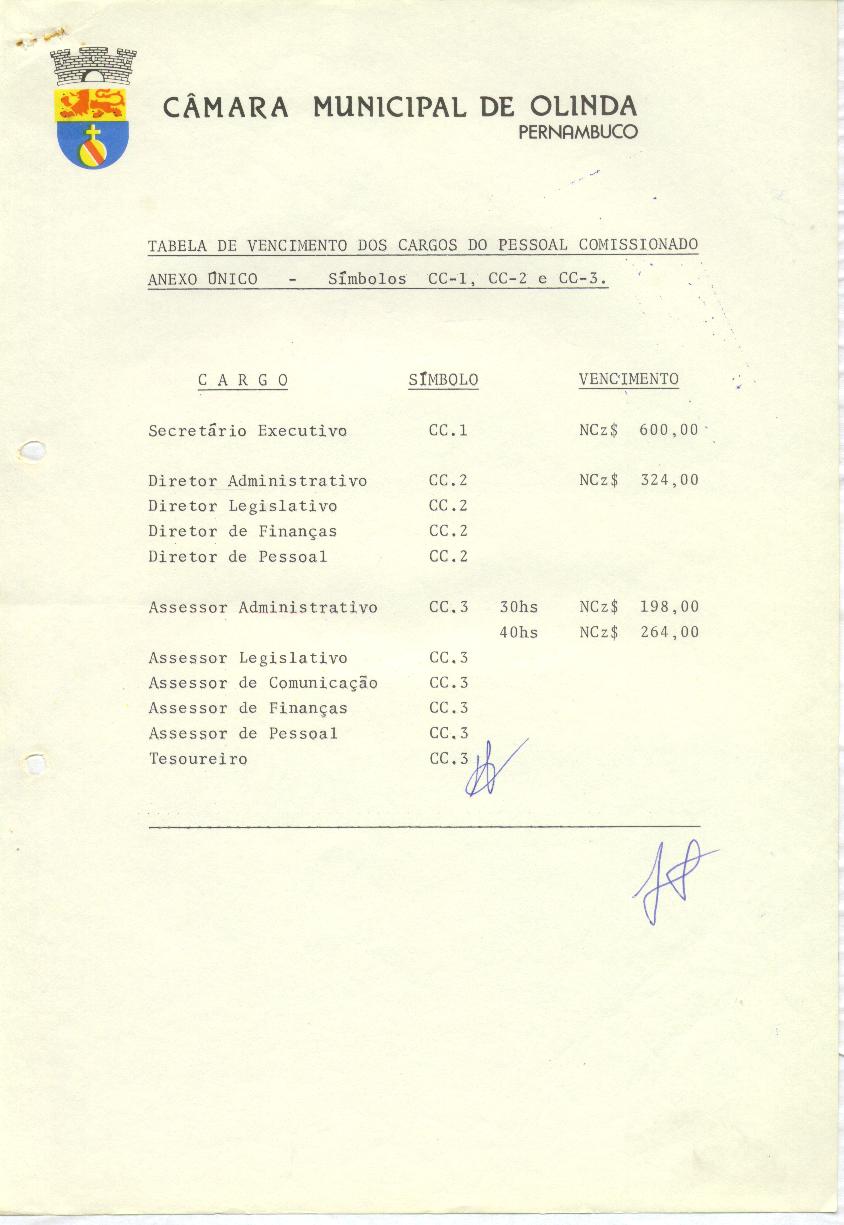 CÂMARA MUNICIPAL DE OLINDA
PERNAMBUCO
TABELA DE VENCIMENTO DOS CARGOS DO PESSOAL COMISSIONADO
ANEXO ÚNICO - Símbolos CC-1, CC-2 e CC-3.
C A R G O SÍMBOLO VENCIMENTO
Secretário Executivo CC.1 NCz$ 600,00
Diretor Administrativo CC.2 NCz$ 324,00
Diretor Legislativo CC.2
Diretor de Finanças CC.2
Diretor de Pessoal CC.2
Assessor Administrativo CC.3 30hs NCz$ 198,00
40hs NCz$ 264,00
Assessor Legislativo CC.3
Assessor de Comunicação CC.3
Assessor de Finanças CC.3
Assessor de Pessoal CC.3
Tesoureiro CC.3